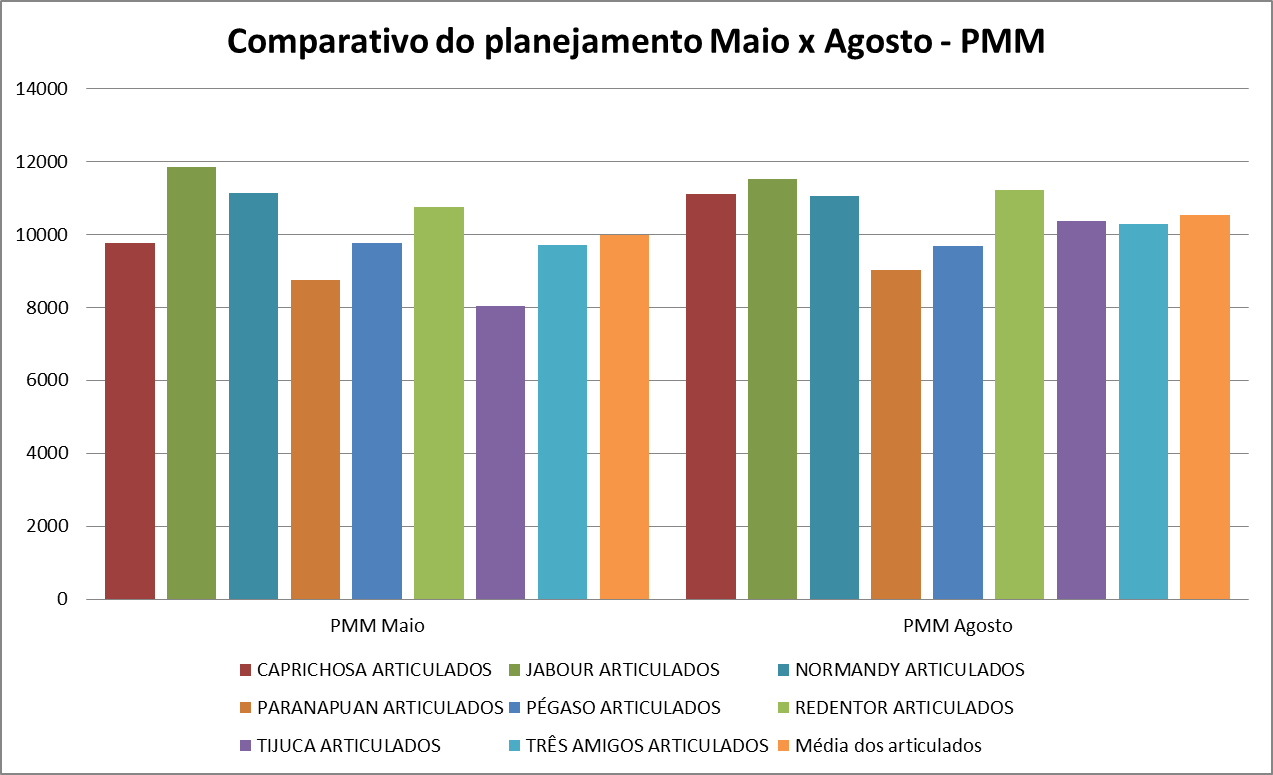 Comparativo do planejamento Maio x Agosto - PMM
14000
12000
10000
8000
6000
4000
2000
0
PMM Maio
PMM Agosto
CAPRICHOSA ARTICULADOS
JABOUR ARTICULADOS
NORMANDY ARTICULADOS
PARANAPUAN ARTICULADOS
PÉGASO ARTICULADOS
REDENTOR ARTICULADOS
TIJUCA ARTICULADOS
TRÊS AMIGOS ARTICULADOS
Média dos articulados